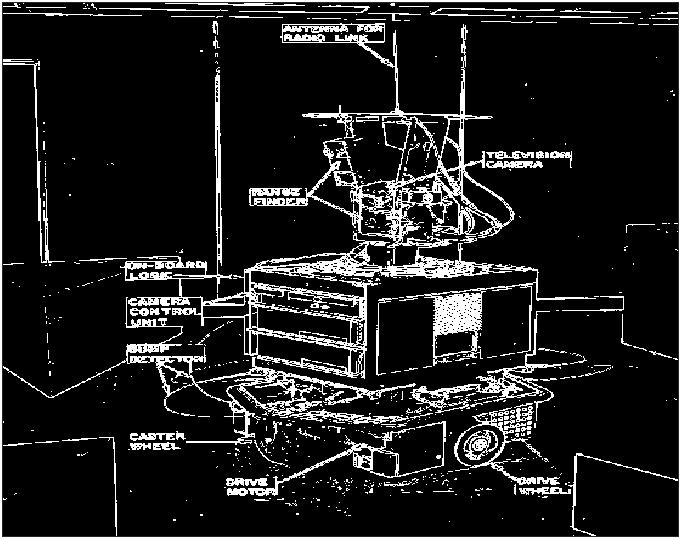 ANTENNA FOR
RADIO LINK
TELEVISION
CAMERA
RANGE
FINDER
ON-BOARD
LOGIC
CAMERA
CONTROL
UNIT
BUMP
DETECTOR
CASTER
WHEEL
DRIVE
MOTOR
DRIVE
WHEEL